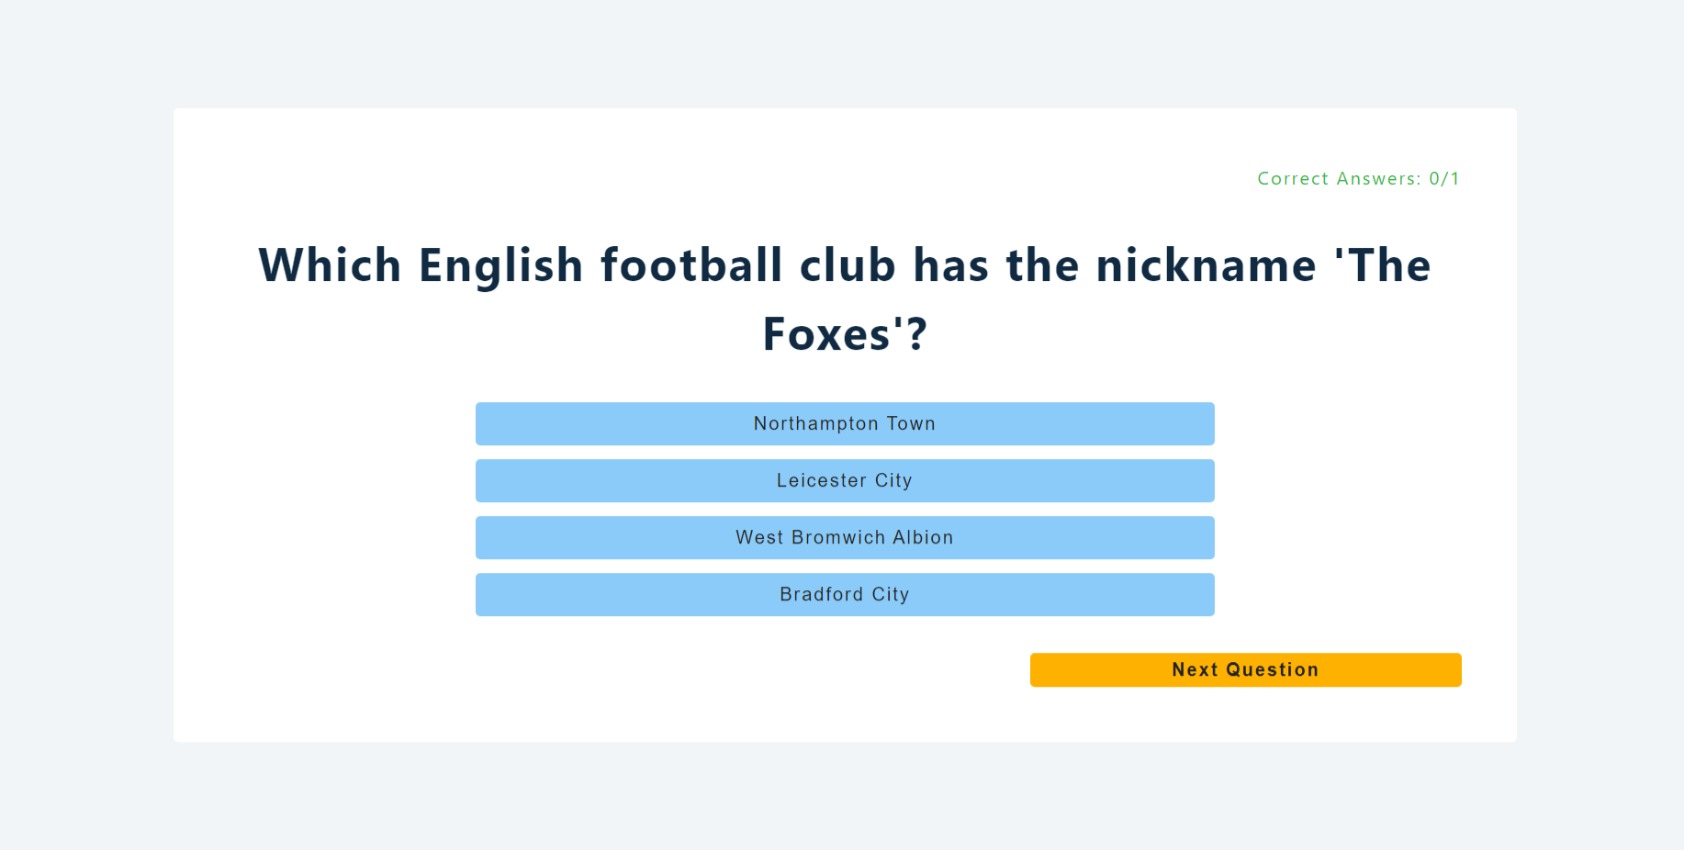 Correct Answers: 0/1
Which English football club has the nickname 'The
Foxes'?
Northampton Town
Leicester City
West Bromwich Albion
Bradford City
Next Question